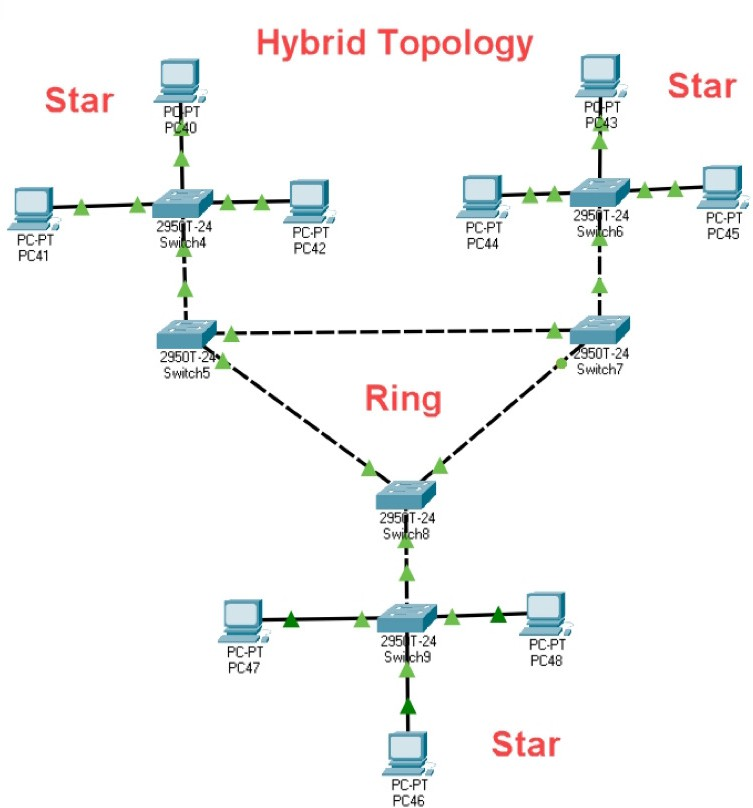 Hybrid Topology
Star
Star
PC-PT
PC40
PC-PT
PC43
PC-PT
PC41
2950T-24
Switch4
PC-PT
PC42
PC-PT
PC44
2950T-24
Switch6
PC-PT
PC45
2950T-24
Switch5
2950T-24
Switch7
Ring
2950T-24
Switch8
PC-PT
PC47
2950T-24
Switch9
PC-PT
PC48
Star
PC-PT
PC46